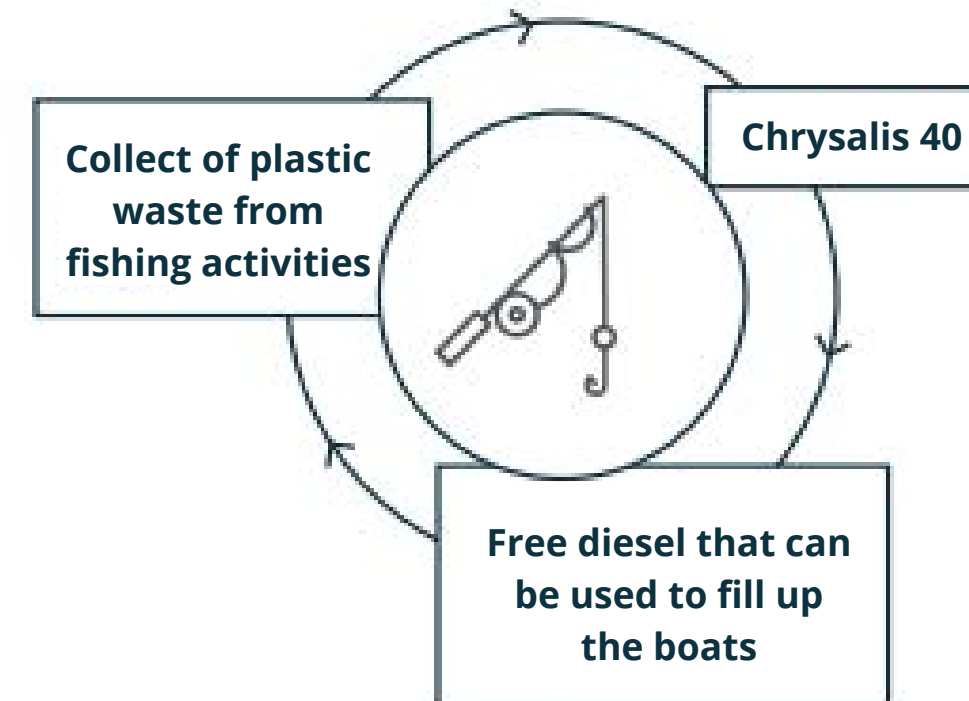 Collect of plastic
waste from
fishing activities
Chrysalis 40
Free diesel that can
be used to fill up
the boats